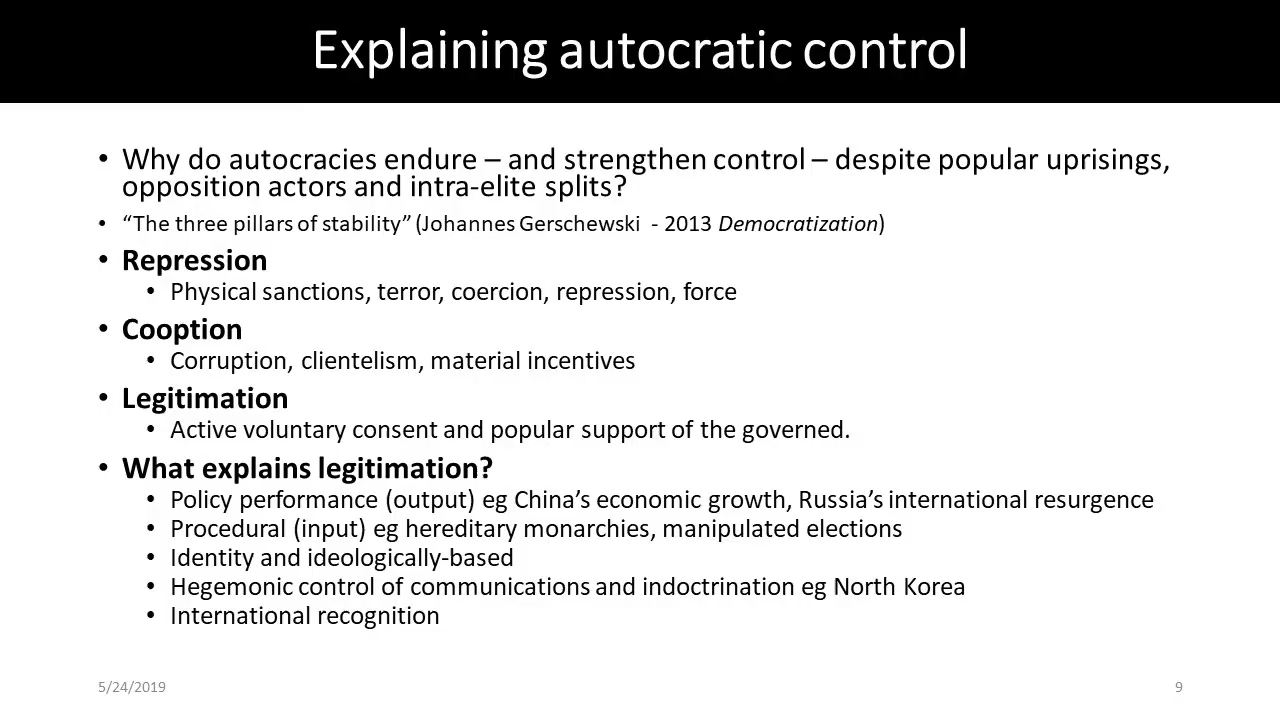 Explaining autocratic control
• Why do autocracies endure – and strengthen control – despite popular uprisings,
opposition actors and intra-elite splits?
• “The three pillars of stability” (Johannes Gerschewski - 2013 Democratization)
• Repression
• Physical sanctions, terror, coercion, repression, force
• Cooption
• Corruption, clientelism, material incentives
• Legitimation
• Active voluntary consent and popular support of the governed.
• What explains legitimation?
• Policy performance (output) eg China’s economic growth, Russia’s international resurgence
• Procedural (input) eg hereditary monarchies, manipulated elections
• Identity and ideologically-based
• Hegemonic control of communications and indoctrination eg North Korea
• International recognition
5/24/2019
9